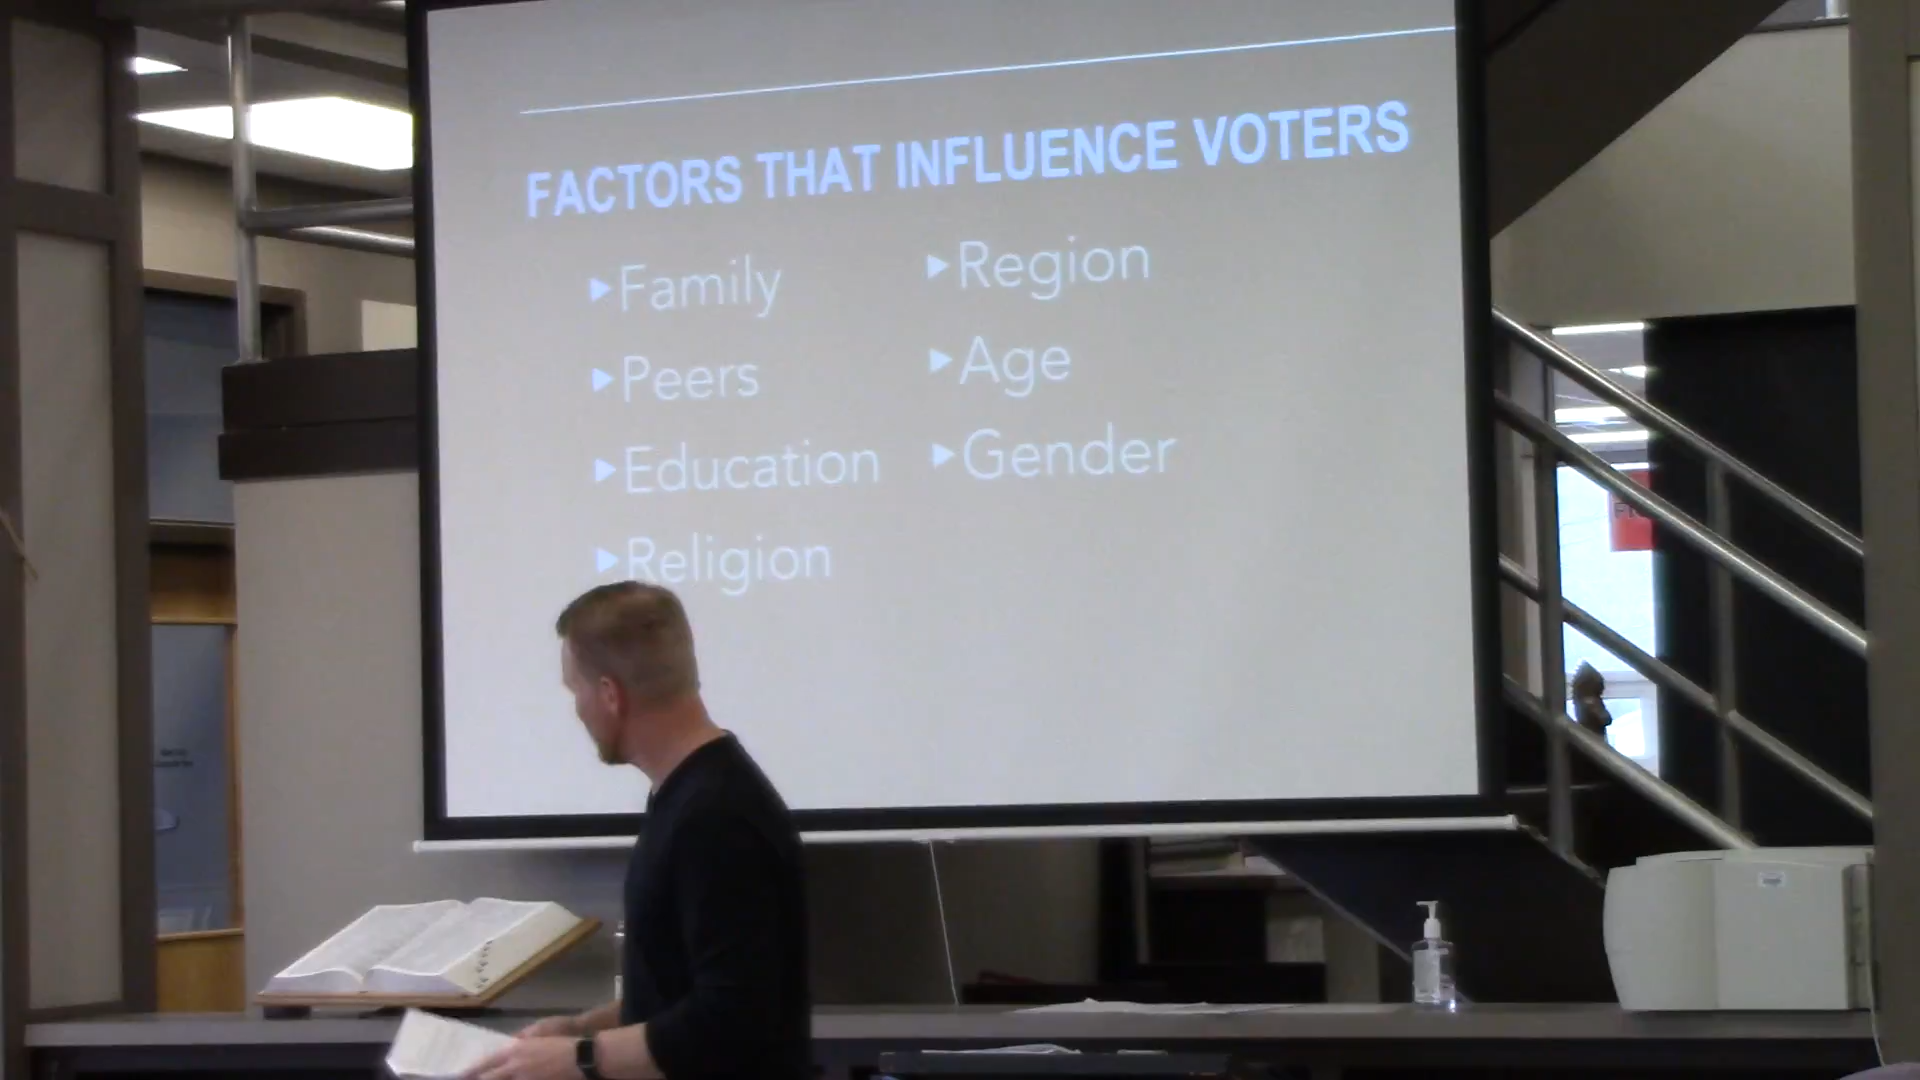 FACTORS THAT INFLUENCE VOTERS
Family
Peers
Education
Religion
Region
Age
Gender